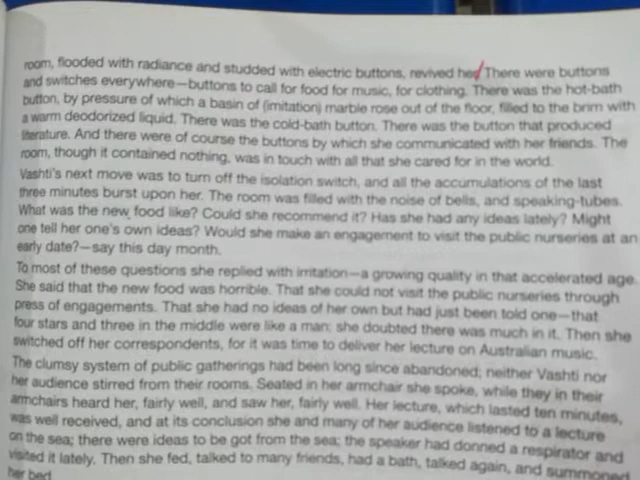 room, flooded with radiance and studded with electric buttons, revived her. There were buttons
and switches everywhere—buttons to call for food for music, for clothing. There was the hot-bath
button, by pressure of which a basin of (imitation) marble rose out of the floor, filled to the brim with
a warm deodorized liquid. There was the cold-bath button. There was the button that produced
literature. And there were of course the buttons by which she communicated with her friends. The
room, though it contained nothing, was in touch with all that she cared for in the world.
Vashti's next move was to turn off the isolation switch, and all the accumulations of the last
three minutes burst upon her. The room was filled with the noise of bells, and speaking-tubes.
What was the new food like? Could she recommend it? Has she had any ideas lately? Might
one tell her one's own ideas? Would she make an engagement to visit the public nurseries at an
early date?—say this day month.
To most of these questions she replied with irritation—a growing quality in that accelerated age.
She said that the new food was horrible. That she could not visit the public nurseries through
press of engagements. That she had no ideas of her own but had just been told one—that
four stars and three in the middle were like a man: she doubted there was much in it. Then she
switched off her correspondents, for it was time to deliver her lecture on Australian music.
The clumsy system of public gatherings had been long since abandoned; neither Vashti nor
her audience stirred from their rooms. Seated in her armchair she spoke, while they in their
armchairs heard her, fairly well, and saw her, fairly well. Her lecture, which lasted ten minutes,
was well received, and at its conclusion she and many of her audience listened to a lecture
on the sea; there were ideas to be got from the sea; the speaker had donned a respirator and
visited it lately. Then she fed, talked to many friends, had a bath, talked again, and summoned
her bed